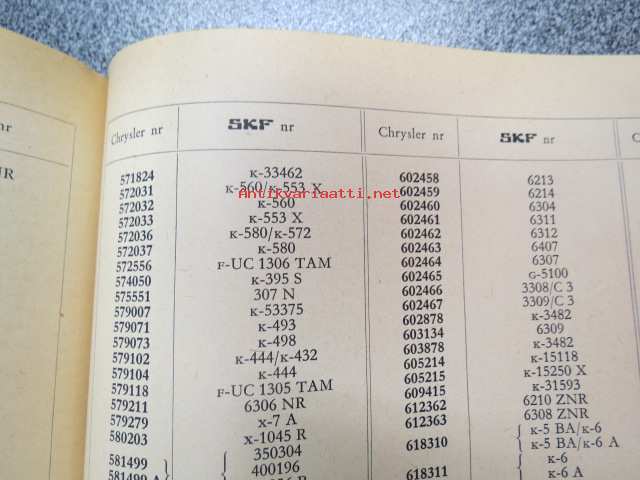 nr
UR
Chrysler nr SKF nr
571824 K-33462
572031 K-560/K-553 X
572032 K-560
572033 K-553 X
572036 K-580/K-572
572037 K-580
572556 F-UC 1306 TAM
574050 K-395 S
575551 307 N
579007 K-53375
579071 K-493
579073 K-498
579102 K-444/K-432
579104 K-444
579118 F-UC 1305 TAM
579211 6306 NR
579279 X-7 A
580203 X-1045 R
581499 350304
581499 A 400196
Chrysler nr SKF nr
602458 6213
602459 6214
602460 6304
602461 6311
602462 6312
602463 6407
602464 6307
602465 G-5100
602466 3308/C 3
602467 3309/C 3
602878 K-3482
603134 6309
603878 K-3482
605214 K-15118
605215 K-15250 X
609415 K-31593
612362 6210 ZNR
612363 6308 ZNR
618310 K-5 BA/K-6
K-5 BA/K-6 A
618311 K-6
K-6 A
C
Antikvariaatti.net